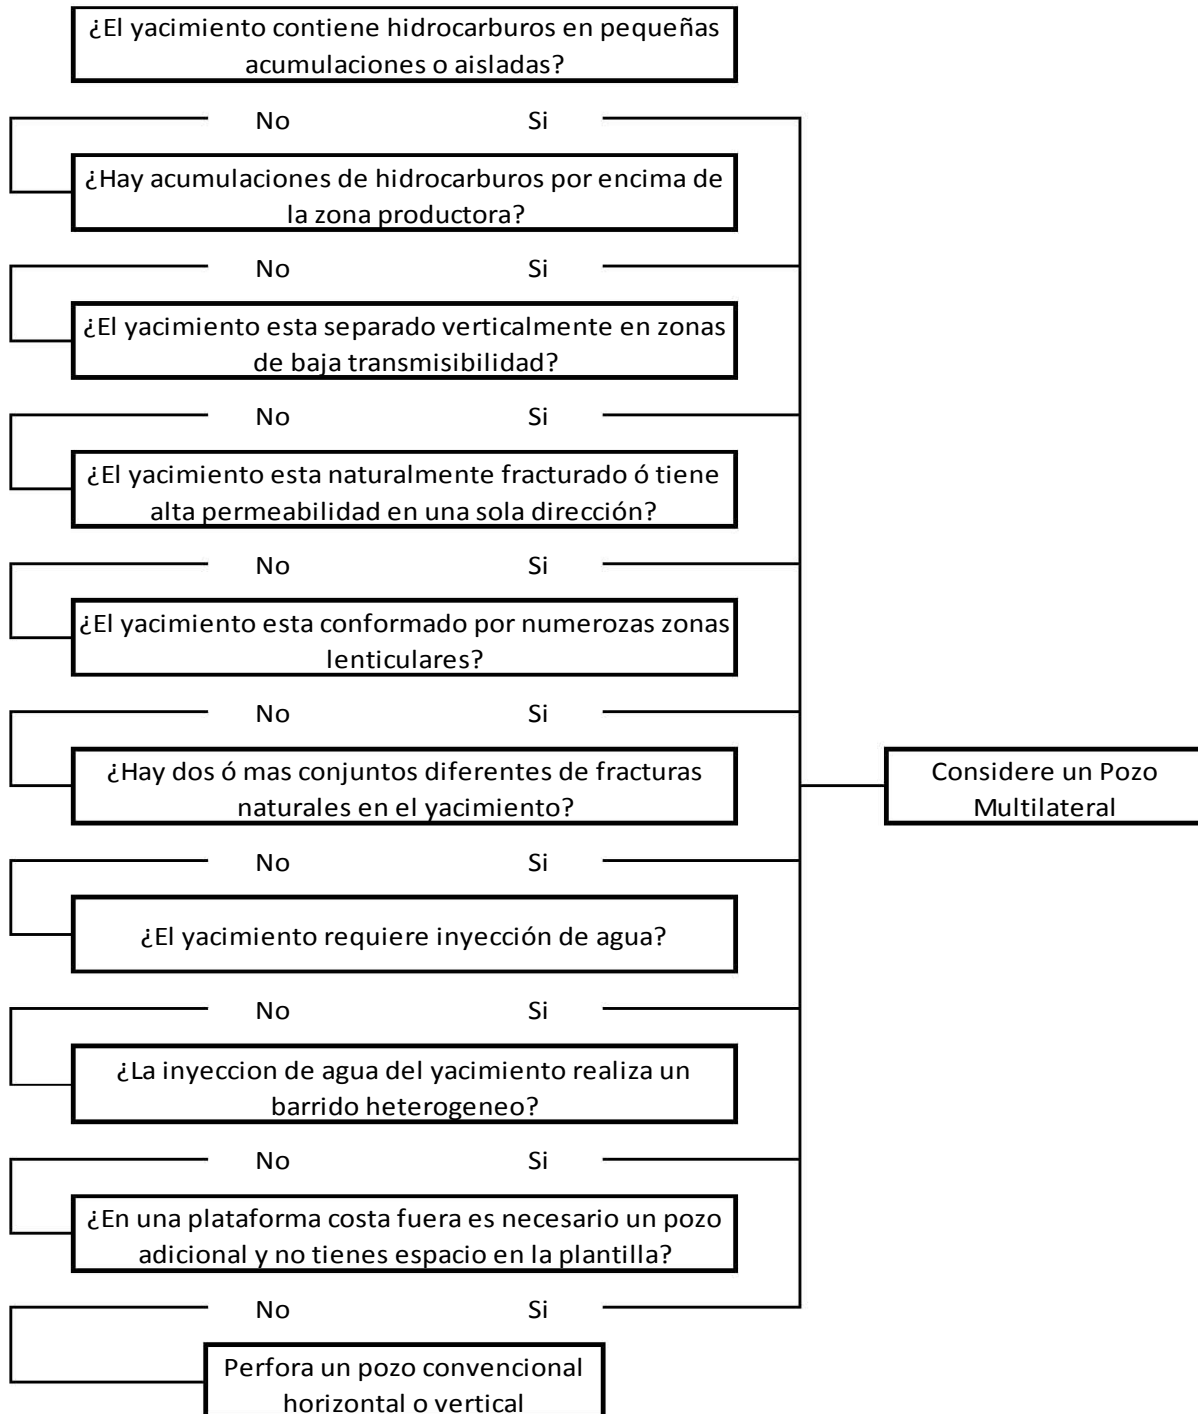 ¿El yacimiento contiene hidrocarburos en pequeñas
acumulaciones o aisladas?
No Si
¿Hay acumulaciones de hidrocarburos por encima de
la zona productora?
No Si
¿El yacimiento esta separado verticalmente en zonas
de baja transmisibilidad?
No Si
¿El yacimiento esta naturalmente fracturado ó tiene
alta permeabilidad en una sola dirección?
No Si
¿El yacimiento esta conformado por numerozas zonas
lenticulares?
No Si
¿Hay dos ó mas conjuntos diferentes de fracturas
naturales en el yacimiento?
Considere un Pozo
Multilateral
No Si
¿El yacimiento requiere inyección de agua?
No Si
¿La inyeccion de agua del yacimiento realiza un
barrido heterogeneo?
No Si
¿En una plataforma costa fuera es necesario un pozo
adicional y no tienes espacio en la plantilla?
No Si
Perfora un pozo convencional
horizontal o vertical